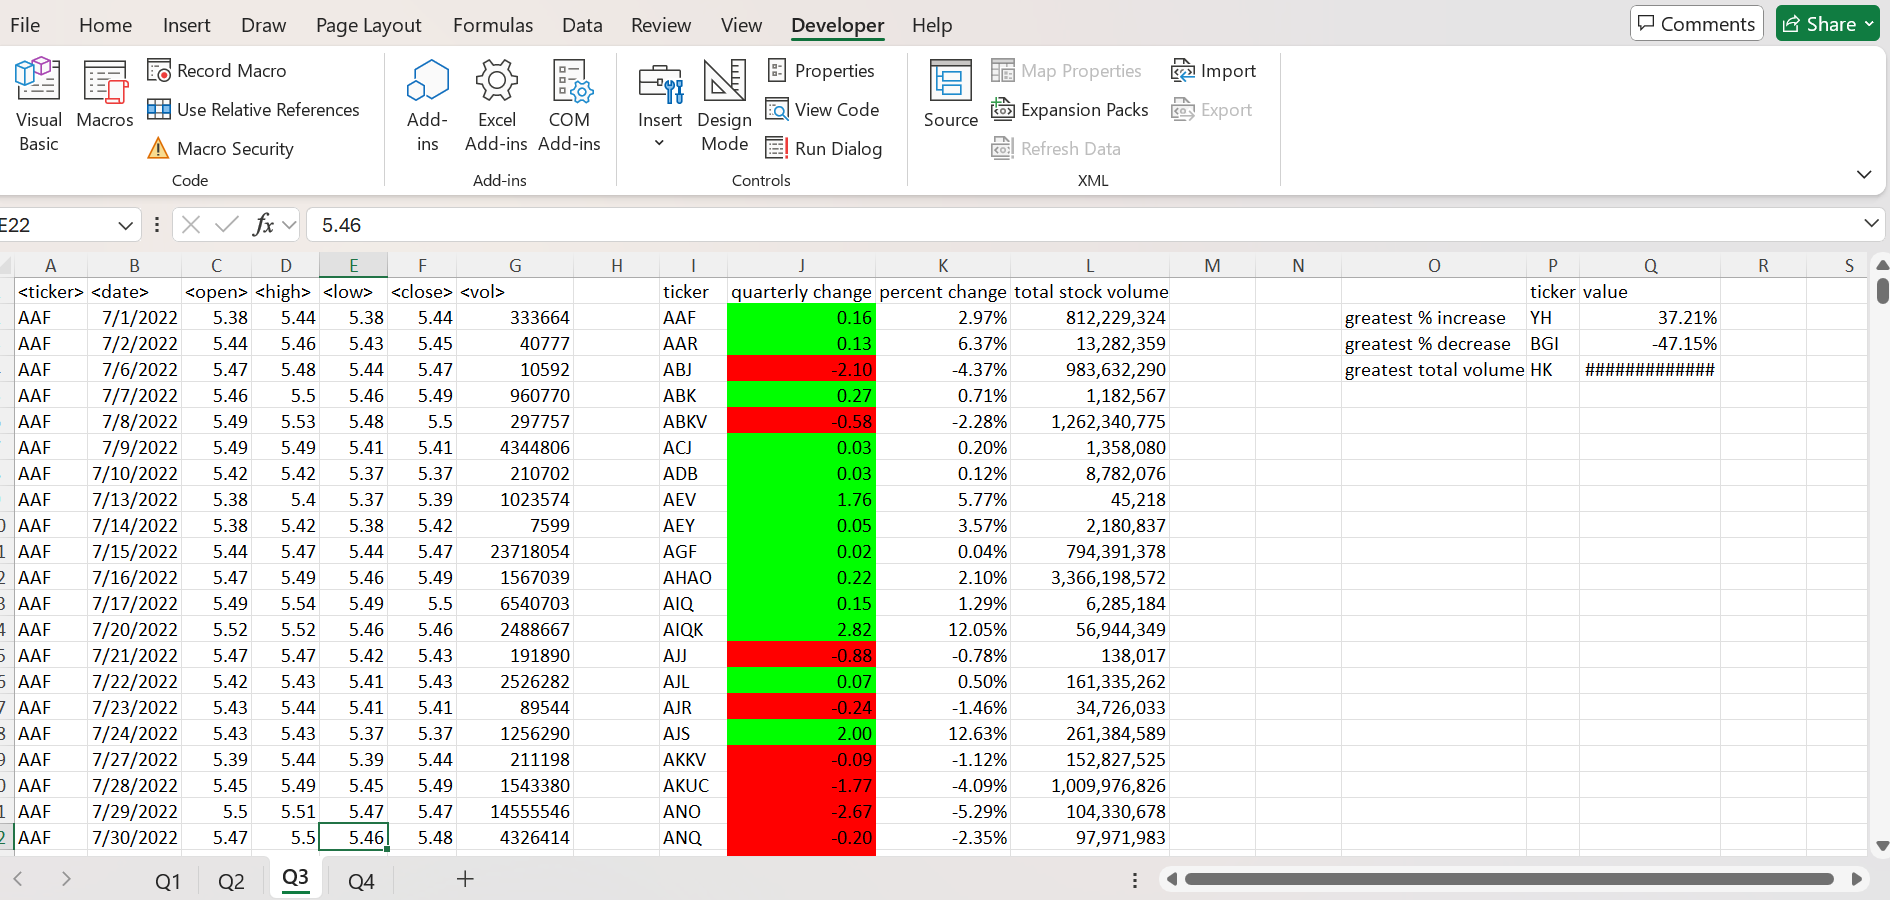 File Home Insert Draw Page Layout Formulas Data Review View Developer Help Comments Share
Record Macro Properties Map Properties Import
Use Relative References View Code Expansion Packs Export
Visual Basic Macros Add-ins Excel Add-ins COM Add-ins Insert Design Mode Source
Macro Security Run Dialog Refresh Data
Code Add-ins Controls XML
E22 fx 5.46
A B C D E F G H I J K L M N O P Q R S
<ticker> <date> <open> <high> <low> <close> <vol> ticker quarterly change percent change total stock volume ticker value
AAF 7/1/2022 5.38 5.44 5.38 5.44 333664 AAF 0.16 2.97% 812,229,324 greatest % increase YH 37.21%
AAF 7/2/2022 5.44 5.46 5.43 5.45 40777 AAR 0.13 6.37% 13,282,359 greatest % decrease BGI -47.15%
AAF 7/6/2022 5.47 5.48 5.44 5.47 10592 ABJ -2.10 -4.37% 983,632,290 greatest total volume HK #############
AAF 7/7/2022 5.46 5.5 5.46 5.49 960770 ABK 0.27 0.71% 1,182,567
AAF 7/8/2022 5.49 5.53 5.48 5.5 297757 ABKV -0.58 -2.28% 1,262,340,775
AAF 7/9/2022 5.49 5.49 5.41 5.41 4344806 ACJ 0.03 0.20% 1,358,080
AAF 7/10/2022 5.42 5.42 5.37 5.37 210702 ADB 0.03 0.12% 8,782,076
AAF 7/13/2022 5.38 5.4 5.37 5.39 1023574 AEV 1.76 5.77% 45,218
AAF 7/14/2022 5.38 5.42 5.38 5.42 7599 AEY 0.05 3.57% 2,180,837
AAF 7/15/2022 5.44 5.47 5.44 5.47 23718054 AGF 0.02 0.04% 794,391,378
AAF 7/16/2022 5.47 5.49 5.46 5.49 1567039 AHAO 0.22 2.10% 3,366,198,572
AAF 7/17/2022 5.49 5.54 5.49 5.5 6540703 AIQ 0.15 1.29% 6,285,184
AAF 7/20/2022 5.52 5.52 5.46 5.46 2488667 AIQK 2.82 12.05% 56,944,349
AAF 7/21/2022 5.47 5.47 5.42 5.43 191890 AJJ -0.88 -0.78% 138,017
AAF 7/22/2022 5.42 5.43 5.41 5.43 2526282 AJL 0.07 0.50% 161,335,262
AAF 7/23/2022 5.43 5.44 5.41 5.41 89544 AJR -0.24 -1.46% 34,726,033
AAF 7/24/2022 5.43 5.43 5.37 5.37 1256290 AJS 2.00 12.63% 261,384,589
AAF 7/27/2022 5.39 5.44 5.39 5.44 211198 AKKV -0.09 -1.12% 152,827,525
AAF 7/28/2022 5.45 5.49 5.45 5.49 1543380 AKUC -1.77 -4.09% 1,009,976,826
AAF 7/29/2022 5.5 5.51 5.47 5.47 14555546 ANO -2.67 -5.29% 104,330,678
AAF 7/30/2022 5.47 5.5 5.46 5.48 4326414 ANQ -0.20 -2.35% 97,971,983
Q1 Q2 Q3 Q4